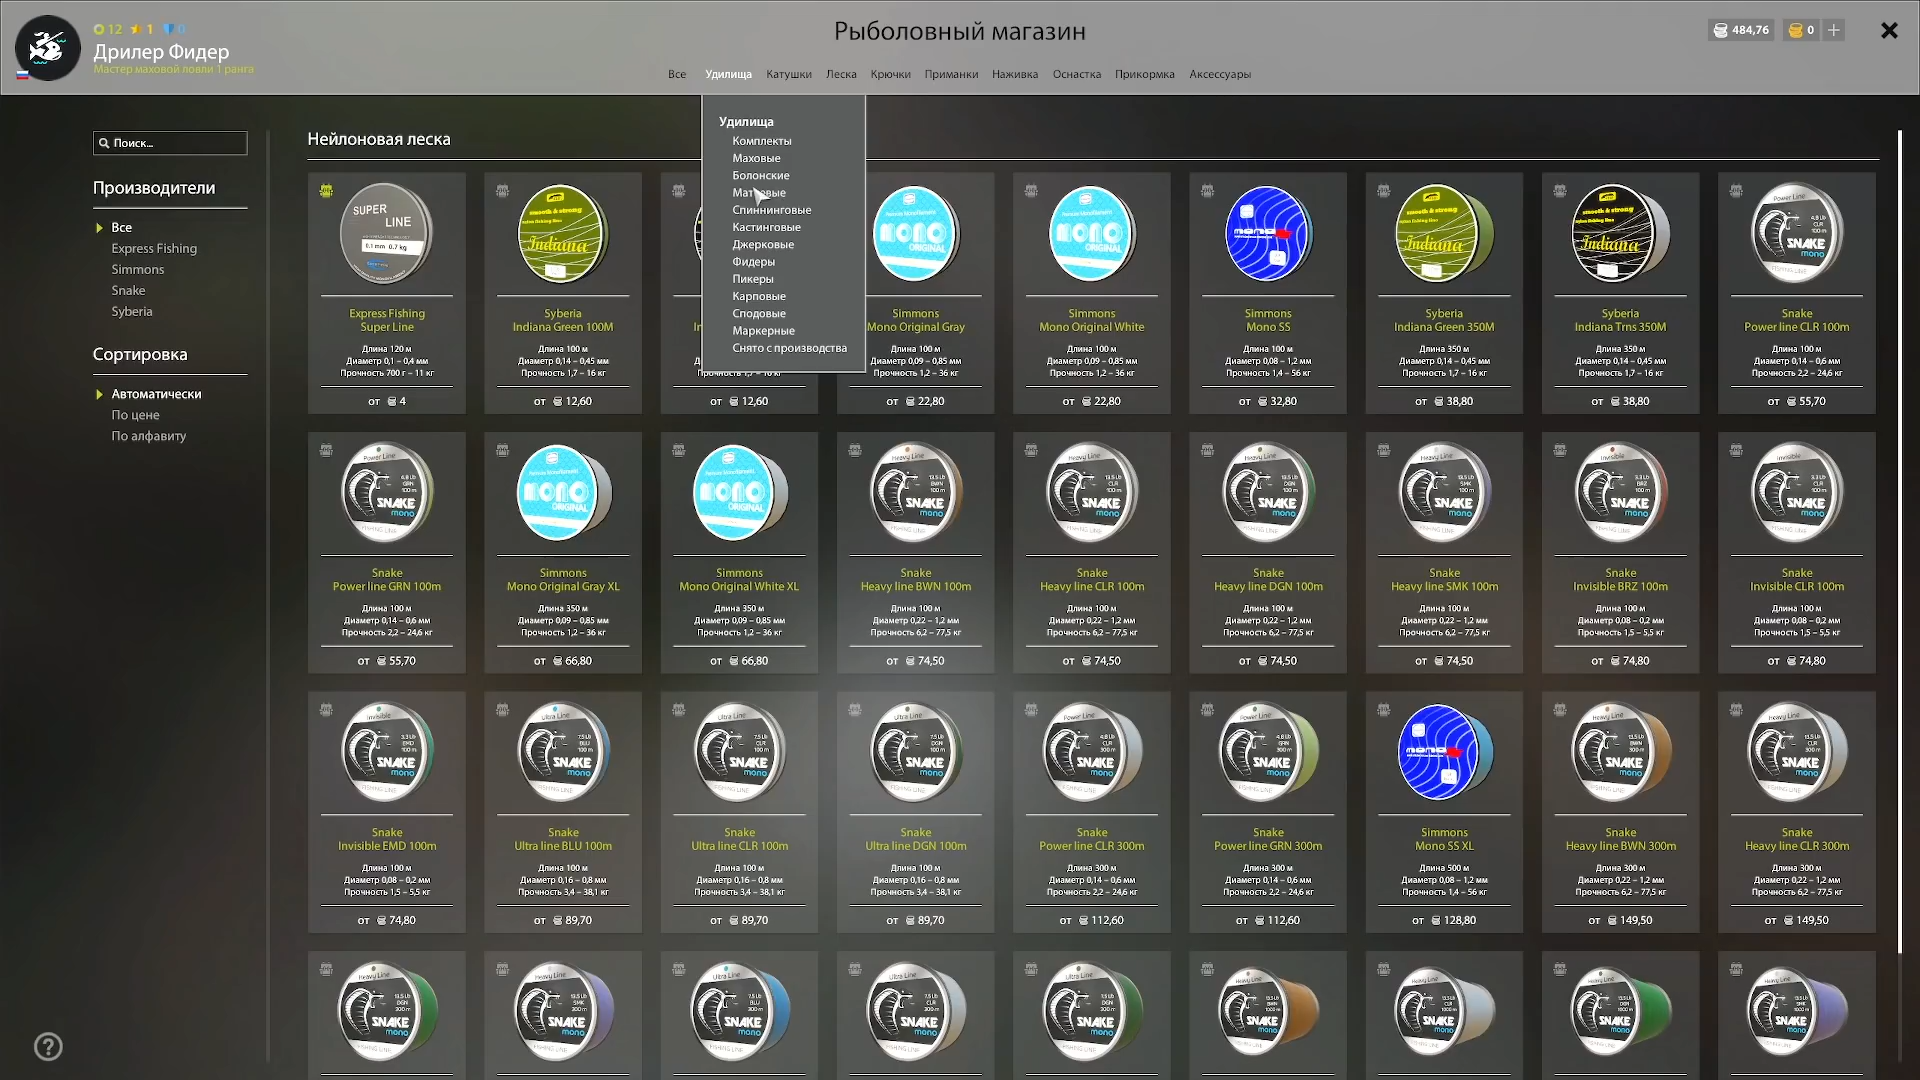 12 1 0
Дрилер Фидер
Мастер маховой ловли 1 ранга
Рыболовный магазин
484,76 0
Все Удилища Катушки Леска Крючки Приманки Наживка Оснастка Прикормка Аксессуары
Поиск...
Производители
Все
Express Fishing
Simmons
Snake
Syberia
Сортировка
Автоматически
По цене
По алфавиту
Нейлоновая леска
Удилища
Комплекты
Маховые
Болонские
Матчевые
Спиннинговые
Кастинговые
Джерковые
Фидеры
Пикеры
Карповые
Сподовые
Маркерные
Снято с производства
Express Fishing
Super Line
Длина 120 м
Диаметр 0,1 – 0,4 мм
Прочность 700 г – 11 кг
от 4
Syberia
Indiana Green 100M
Длина 100 м
Диаметр 0,14 – 0,45 мм
Прочность 1,7 – 16 кг
от 12,60
Прочность 1,7 – 16 кг
от 12,60
Simmons
Mono Original Gray
Длина 100 м
Диаметр 0,09 – 0,85 мм
Прочность 1,2 – 36 кг
от 22,80
Simmons
Mono Original White
Длина 100 м
Диаметр 0,09 – 0,85 мм
Прочность 1,2 – 36 кг
от 22,80
Simmons
Mono SS
Длина 100 м
Диаметр 0,08 – 1,2 мм
Прочность 1,4 – 56 кг
от 32,80
Syberia
Indiana Green 350M
Длина 350 м
Диаметр 0,14 – 0,45 мм
Прочность 1,7 – 16 кг
от 38,80
Syberia
Indiana Trns 350M
Длина 350 м
Диаметр 0,14 – 0,45 мм
Прочность 1,7 – 16 кг
от 38,80
Snake
Power line CLR 100m
Длина 100 м
Диаметр 0,14 – 0,6 мм
Прочность 2,2 – 24,6 кг
от 55,70
Snake
Power line GRN 100m
Длина 100 м
Диаметр 0,14 – 0,6 мм
Прочность 2,2 – 24,6 кг
от 55,70
Simmons
Mono Original Gray XL
Длина 350 м
Диаметр 0,09 – 0,85 мм
Прочность 1,2 – 36 кг
от 66,80
Simmons
Mono Original White XL
Длина 350 м
Диаметр 0,09 – 0,85 мм
Прочность 1,2 – 36 кг
от 66,80
Snake
Heavy line BWN 100m
Длина 100 м
Диаметр 0,22 – 1,2 мм
Прочность 6,2 – 77,5 кг
от 74,50
Snake
Heavy line CLR 100m
Длина 100 м
Диаметр 0,22 – 1,2 мм
Прочность 6,2 – 77,5 кг
от 74,50
Snake
Heavy line DGN 100m
Длина 100 м
Диаметр 0,22 – 1,2 мм
Прочность 6,2 – 77,5 кг
от 74,50
Snake
Heavy line SMK 100m
Длина 100 м
Диаметр 0,22 – 1,2 мм
Прочность 6,2 – 77,5 кг
от 74,50
Snake
Invisible BRZ 100m
Длина 100 м
Диаметр 0,08 – 0,2 мм
Прочность 1,5 – 5,5 кг
от 74,80
Snake
Invisible CLR 100m
Длина 100 м
Диаметр 0,08 – 0,2 мм
Прочность 1,5 – 5,5 кг
от 74,80
Snake
Invisible EMD 100m
Длина 100 м
Диаметр 0,08 – 0,2 мм
Прочность 1,5 – 5,5 кг
от 74,80
Snake
Ultra line BLU 100m
Длина 100 м
Диаметр 0,16 – 0,8 мм
Прочность 3,4 – 38,1 кг
от 89,70
Snake
Ultra line CLR 100m
Длина 100 м
Диаметр 0,16 – 0,8 мм
Прочность 3,4 – 38,1 кг
от 89,70
Snake
Ultra line DGN 100m
Длина 100 м
Диаметр 0,16 – 0,8 мм
Прочность 3,4 – 38,1 кг
от 89,70
Snake
Power line CLR 300m
Длина 300 м
Диаметр 0,14 – 0,6 мм
Прочность 2,2 – 24,6 кг
от 112,60
Snake
Power line GRN 300m
Длина 300 м
Диаметр 0,14 – 0,6 мм
Прочность 2,2 – 24,6 кг
от 112,60
Simmons
Mono SS XL
Длина 500 м
Диаметр 0,08 – 1,2 мм
Прочность 1,4 – 56 кг
от 128,80
Snake
Heavy line BWN 300m
Длина 300 м
Диаметр 0,22 – 1,2 мм
Прочность 6,2 – 77,5 кг
от 149,50
Snake
Heavy line CLR 300m
Длина 300 м
Диаметр 0,22 – 1,2 мм
Прочность 6,2 – 77,5 кг
от 149,50